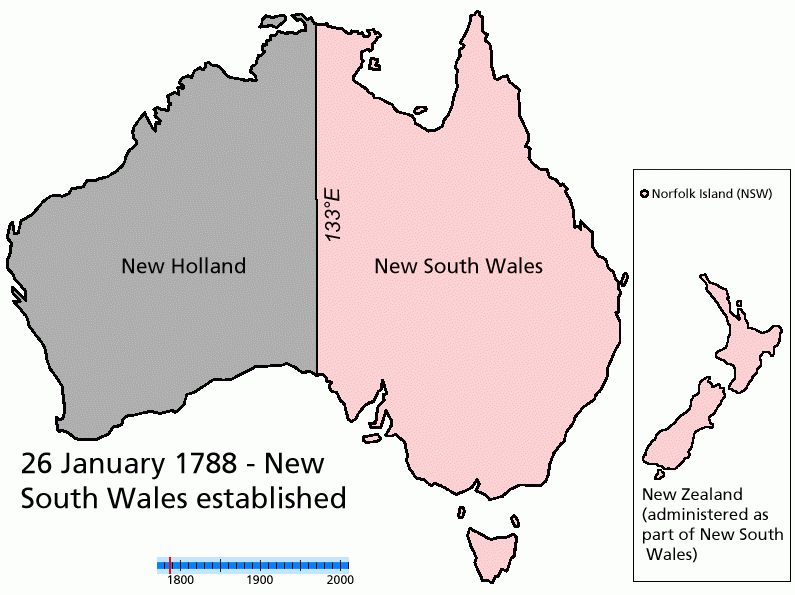 133°E
Norfolk Island (NSW)
New Holland
New South Wales
26 January 1788 - New
South Wales established
New Zealand
(administered as
part of New South
Wales)
1800
1900
2000